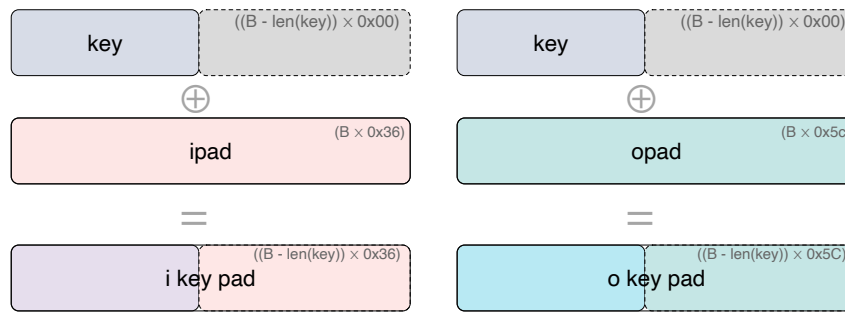 ((B - len(key)) × 0x00)
key
⊕
(B × 0x36)
ipad
=
((B - len(key)) × 0x36)
i key pad
((B - len(key)) × 0x00)
key
⊕
(B × 0x5c
opad
=
((B - len(key)) × 0x5C)
o key pad